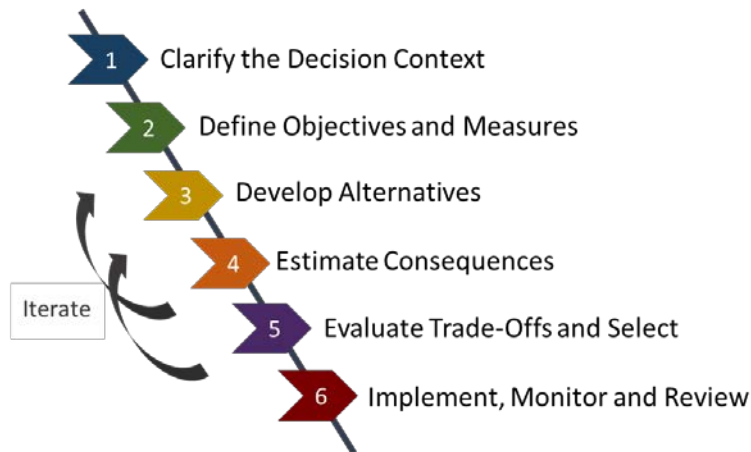 1 Clarify the Decision Context
2 Define Objectives and Measures
3 Develop Alternatives
4 Estimate Consequences
Iterate
5 Evaluate Trade-Offs and Select
6 Implement, Monitor and Review